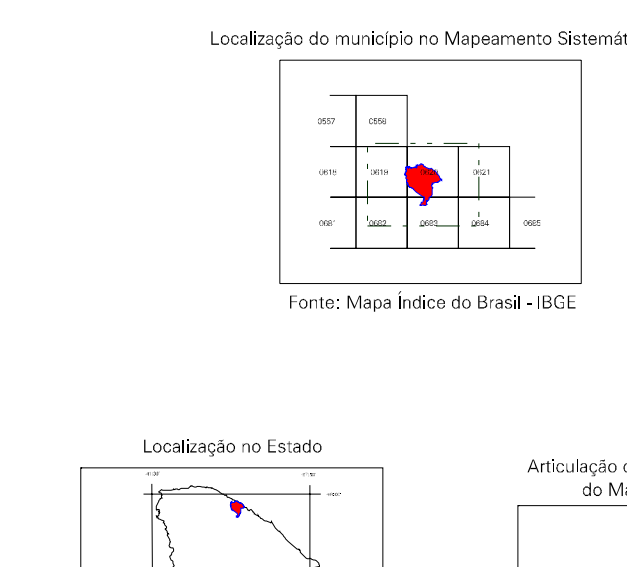 Localização do município no Mapeamento Sistemát
0557 0558
0618 0619 0620 0621
0681 0682 0683 0684 0685
Fonte: Mapa Índice do Brasil - IBGE
Localização no Estado
Articulação
do Ma